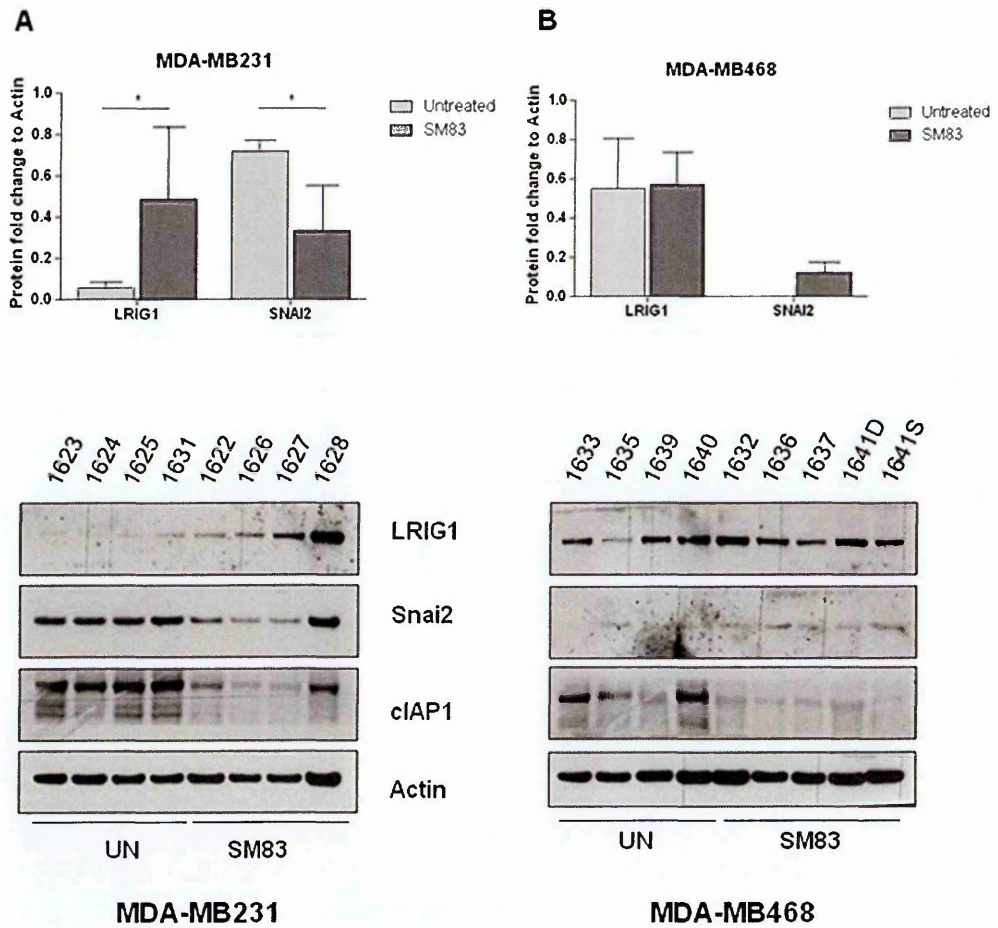 A
MDA-MB231
Protein fold change to Actin
1.0
0.8
0.6
0.4
0.2
0.0
*
*
LRIG1
SNAI2
Untreated
SM83
B
MDA-MB468
Protein fold change to Actin
1.0
0.8
0.6
0.4
0.2
0.0
LRIG1
SNAI2
Untreated
SM83
1623 1624 1625 1631 1622 1626 1627 1628
1633 1635 1639 1640 1632 1636 1637 1641D 1641S
LRIG1
Snai2
cIAP1
Actin
UN
SM83
UN
SM83
MDA-MB231
MDA-MB468